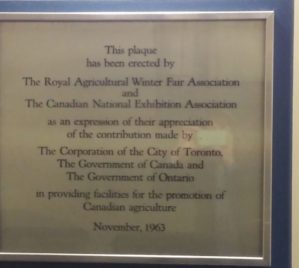 This plaque
has been erected by
The Royal Agricultural Winter Fair Association
and
The Canadian National Exhibition Association
as an expression of their appreciation
of the contribution made by
The Corporation of the City of Toronto,
The Government of Canada and
The Government of Ontario
in providing facilities for the promotion of
Canadian agriculture
November, 1963